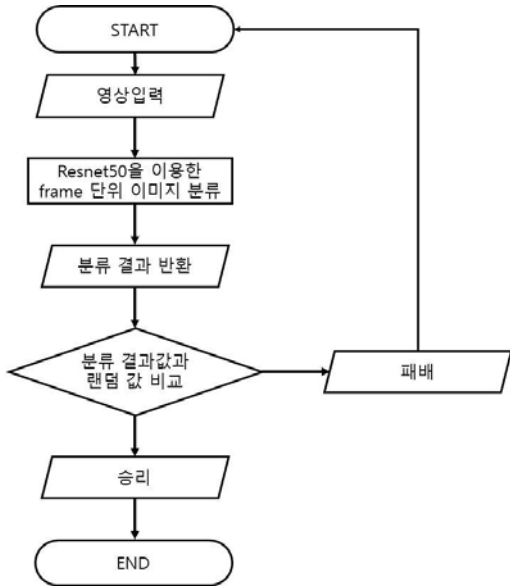 START
영상입력
Resnet50을 이용한
frame 단위 이미지 분류
분류 결과 반환
분류 결과값과
랜덤 값 비교
패배
승리
END